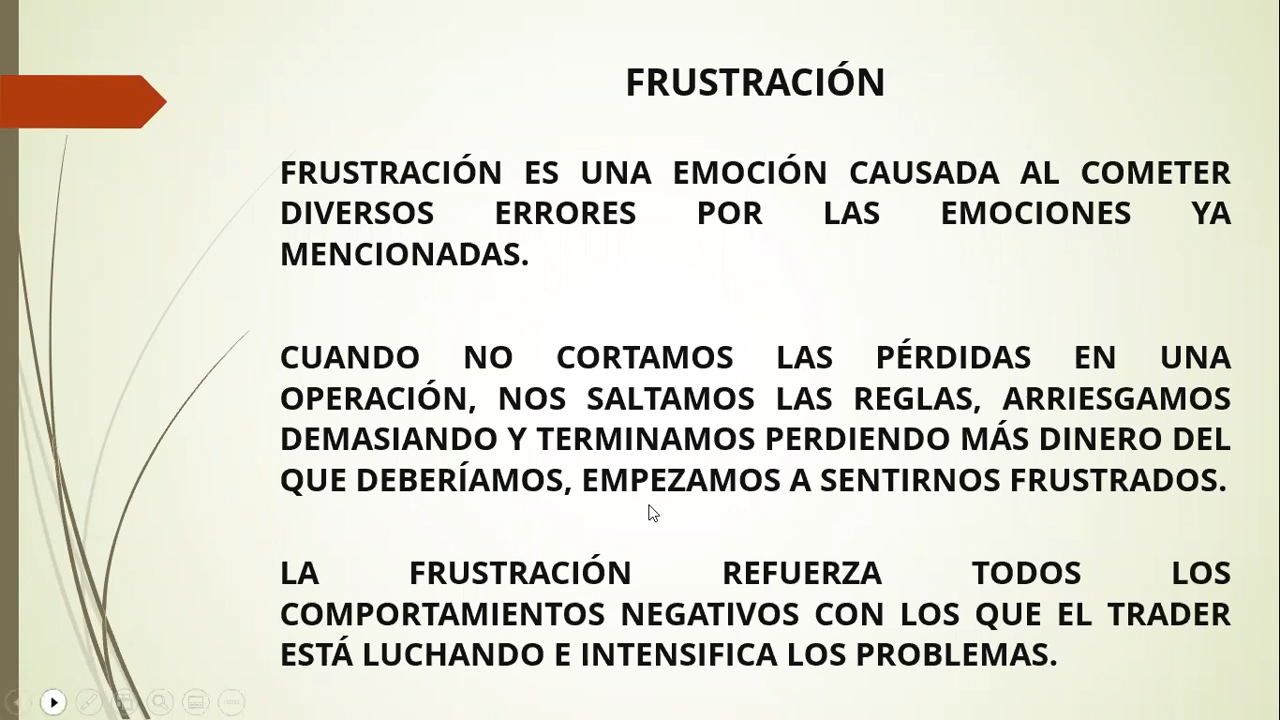 FRUSTRACIÓN
FRUSTRACIÓN ES UNA EMOCIÓN CAUSADA AL COMETER
DIVERSOS ERRORES POR LAS EMOCIONES YA
MENCIONADAS.
CUANDO NO CORTAMOS LAS PÉRDIDAS EN UNA
OPERACIÓN, NOS SALTAMOS LAS REGLAS, ARRIESGAMOS
DEMASIANDO Y TERMINAMOS PERDIENDO MÁS DINERO DEL
QUE DEBERÍAMOS, EMPEZAMOS A SENTIRNOS FRUSTRADOS.
LA FRUSTRACIÓN REFUERZA TODOS LOS
COMPORTAMIENTOS NEGATIVOS CON LOS QUE EL TRADER
ESTÁ LUCHANDO E INTENSIFICA LOS PROBLEMAS.